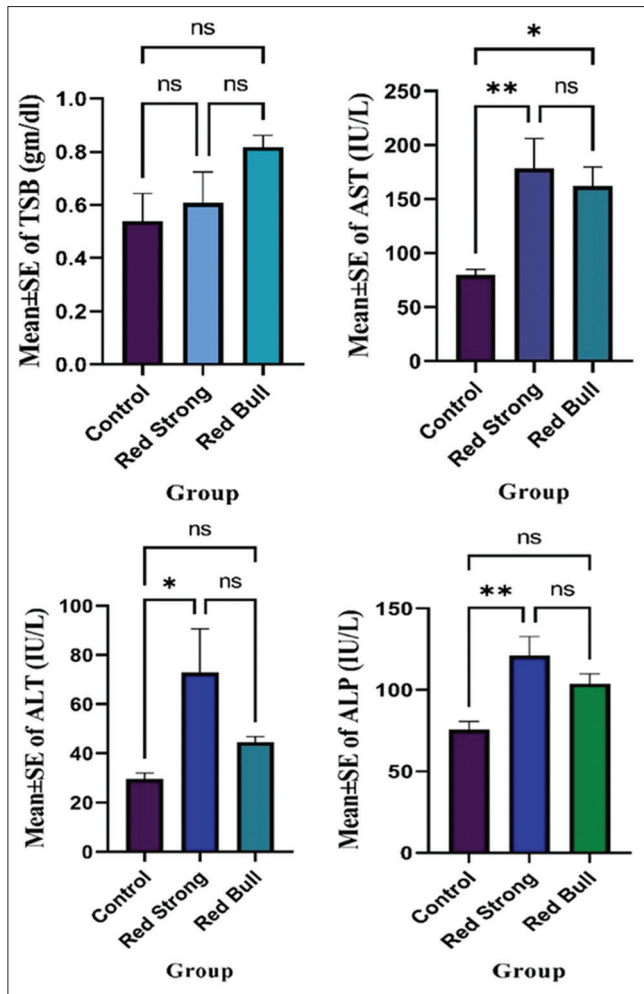 ns
ns ns
Mean±SE of TSB (gm/dl)
1.0
0.8
0.6
0.4
0.2
0.0
Control
Red Strong
Red Bull
Group
*
** ns
Mean±SE of AST (IU/L)
250
200
150
100
50
0
Control
Red Strong
Red Bull
Group
ns
* ns
Mean±SE of ALT (IU/L)
100
80
60
40
20
0
Control
Red Strong
Red Bull
Group
ns
** ns
Mean±SE of ALP (IU/L)
150
100
50
0
Control
Red Strong
Red Bull
Group